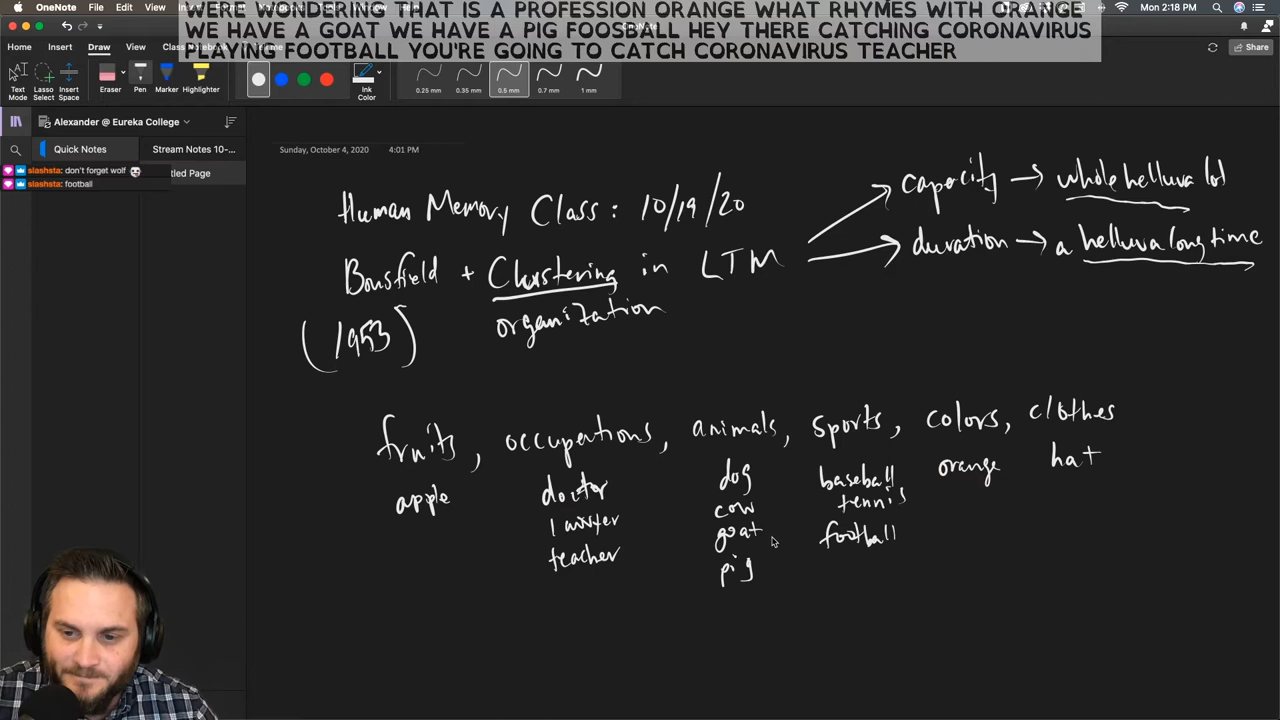 WERE WONDERING THAT IS A PROFESSION ORANGE WHAT RHYMES WITH ORANGE
WE HAVE A GOAT WE HAVE A PIG FOOSBALL HEY THERE CATCHING CORONAVIRUS
PLAYING FOOTBALL YOU'RE GOING TO CATCH CORONAVIRUS TEACHER
OneNote File Edit
Mon 2:18 PM
Home Insert Draw View Class
Share
Text Mode
Lasso Select
Insert Space
Eraser
Pen
Marker
Highlighter
Ink Color
0.25 mm 0.35 mm 0.5 mm 0.7 mm 1 mm
Alexander @ Eureka College
Quick Notes Stream Notes 10-...
slashsta: don't forget wolf
slashsta: football
tled Page
Sunday, October 4, 2020 4:01 PM
Human Memory Class: 10/19/20
Bousfield + Clustering in LTM
(1953) organization
capacity → whole helluva lot
duration → a helluva long time
fruits, occupations, animals, sports, colors, clothes
apple doctor dog baseball orange hat
cow tennis
goat football
teacher
pig